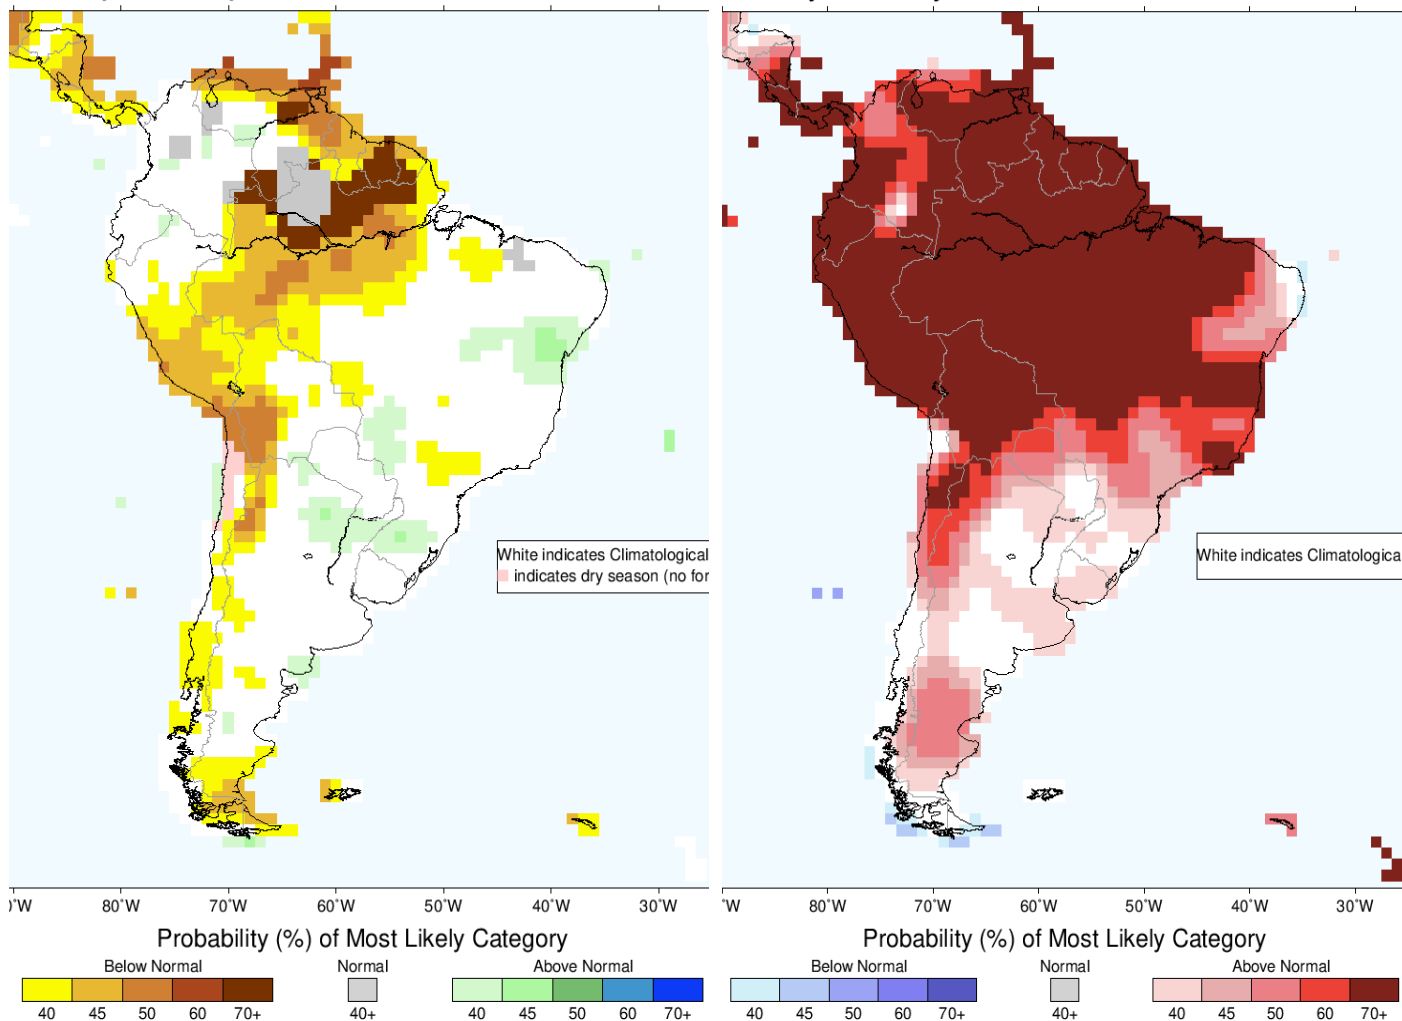 White indicates Climatological
indicates dry season (no for
80°W 70°W 60°W 50°W 40°W 30°W
Probability (%) of Most Likely Category
Below Normal Normal Above Normal
40 45 50 60 70+ 40+ 40 45 50 60 70+
White indicates Climatologica
°W 80°W 70°W 60°W 50°W 40°W 30°W
Probability (%) of Most Likely Category
Below Normal Normal Above Normal
40 45 50 60 70+ 40+ 40 45 50 60 70+